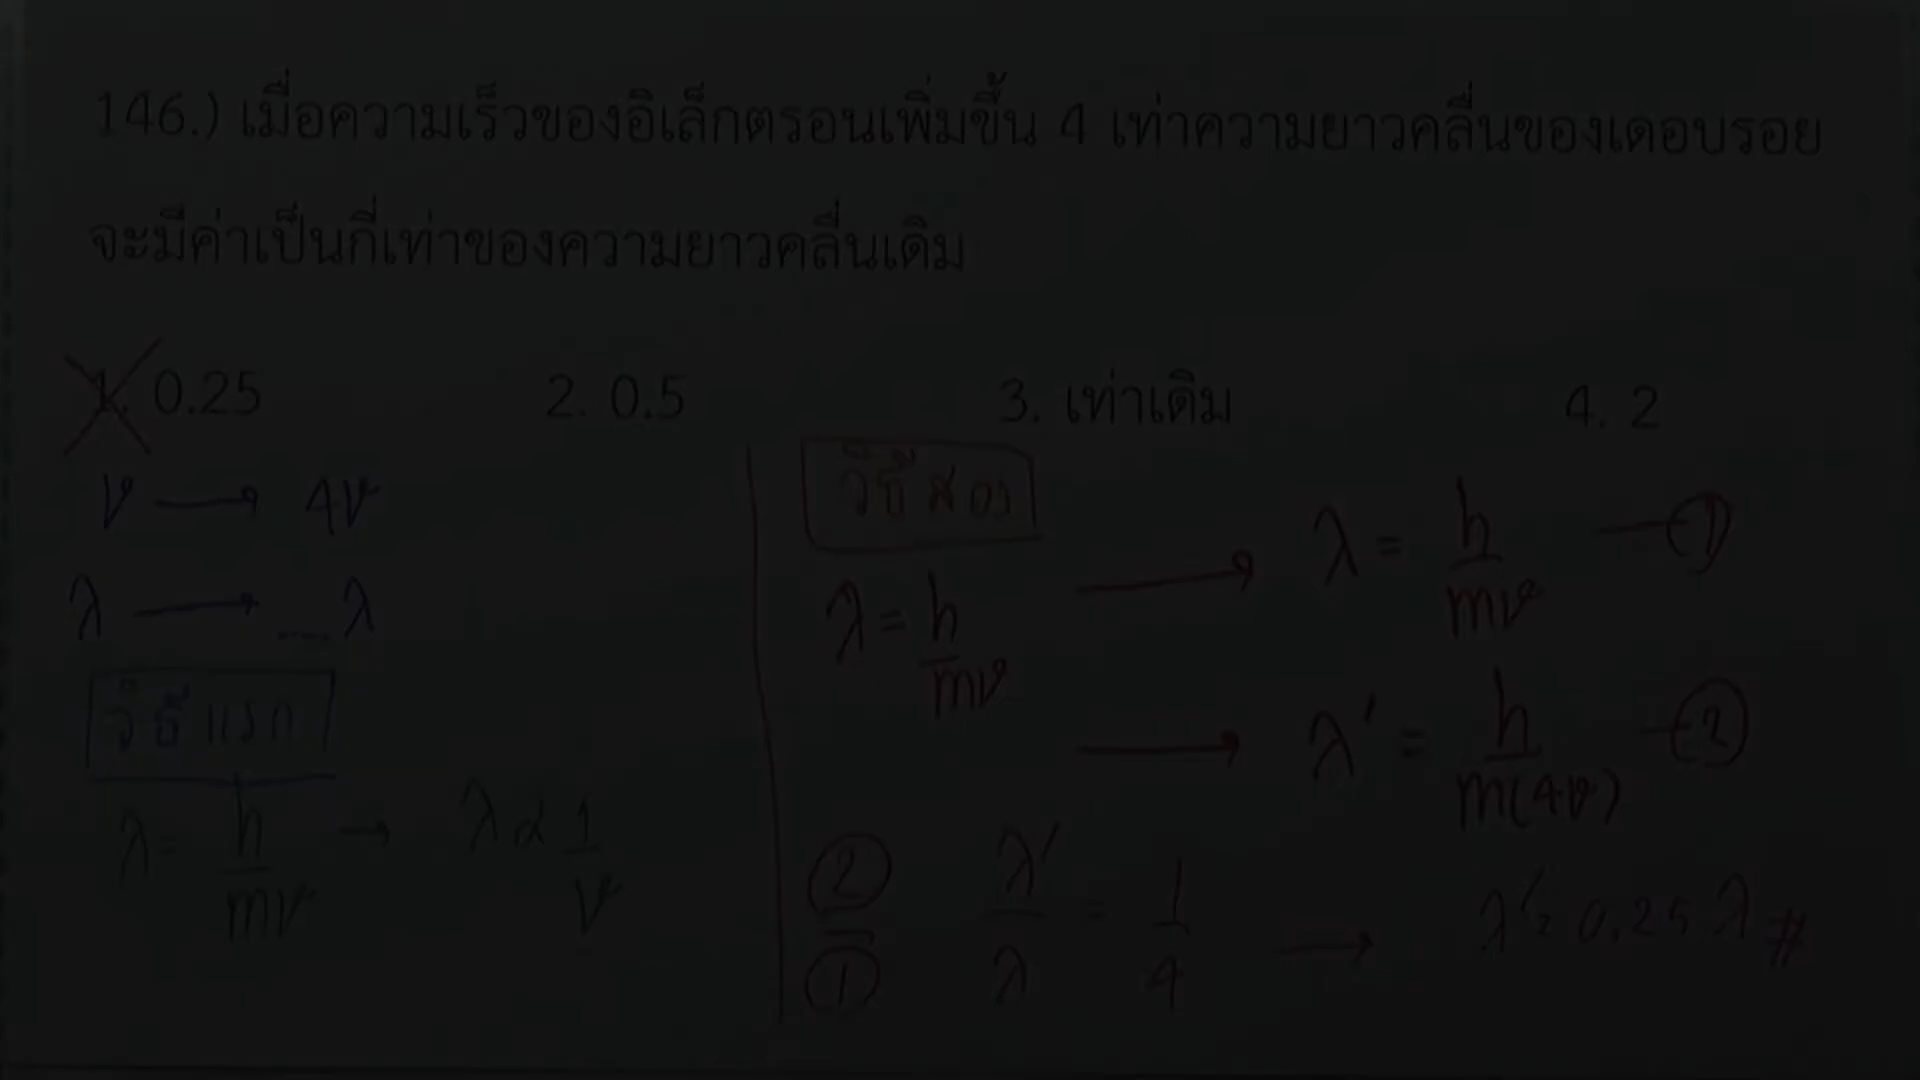 146.) เมื่อความเร็วของอิเล็กตรอนเพิ่มขึ้น 4 เท่าความยาวคลื่นของเดอบรอย
จะมีค่าเป็นกี่เท่าของความยาวคลื่นเดิม
1. 0.25 2. 0.5 3. เท่าเดิม 4. 2
v → 4v
λ → _ λ
วิธีแรก
λ = h/mv → λ ∝ 1/v
วิธีสอง
λ = h/mv → λ = h/mv —①
→ λ' = h/m(4v) —②
②/① λ'/λ = 1/4 → λ' = 0.25 λ #